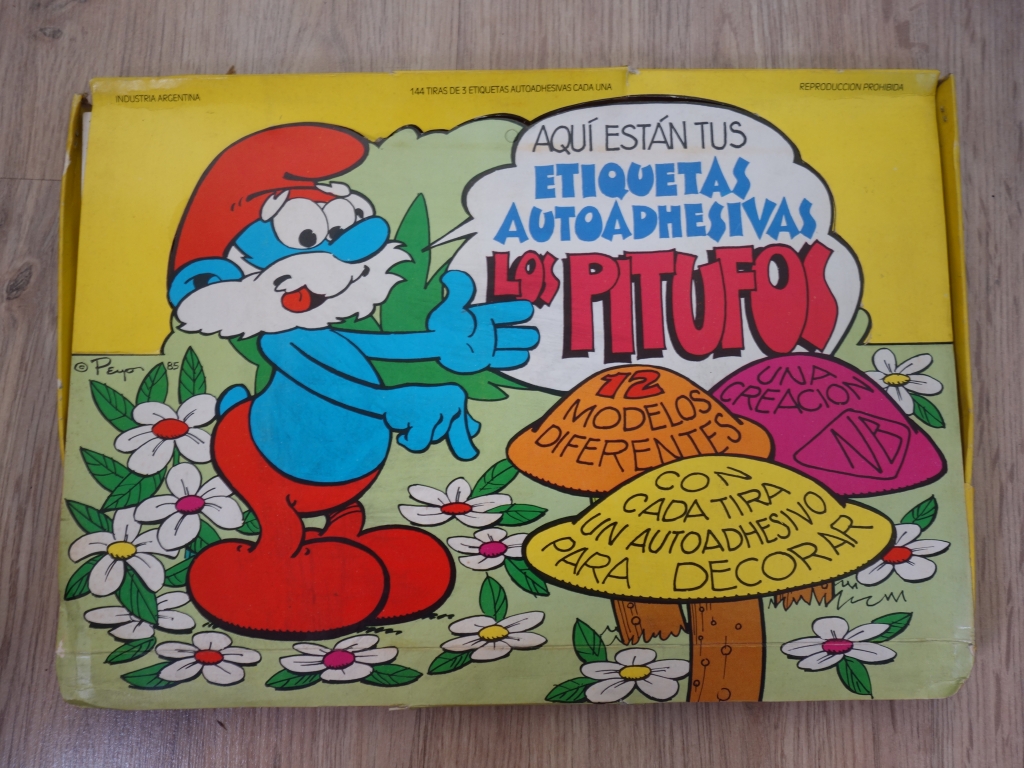 INDUSTRIA ARGENTINA
144 TIRAS DE 3 ETIQUETAS AUTOADHESIVAS CADA UNA
REPRODUCCION PROHIBIDA
AQUÍ ESTÁN TUS
ETIQUETAS
AUTOADHESIVAS
LOS PITUFOS
© Peyo 85
12
MODELOS
DIFERENTES
UNA
CREACION
NB
CON
CADA TIRA
UN AUTOADHESIVO
PARA DECORAR